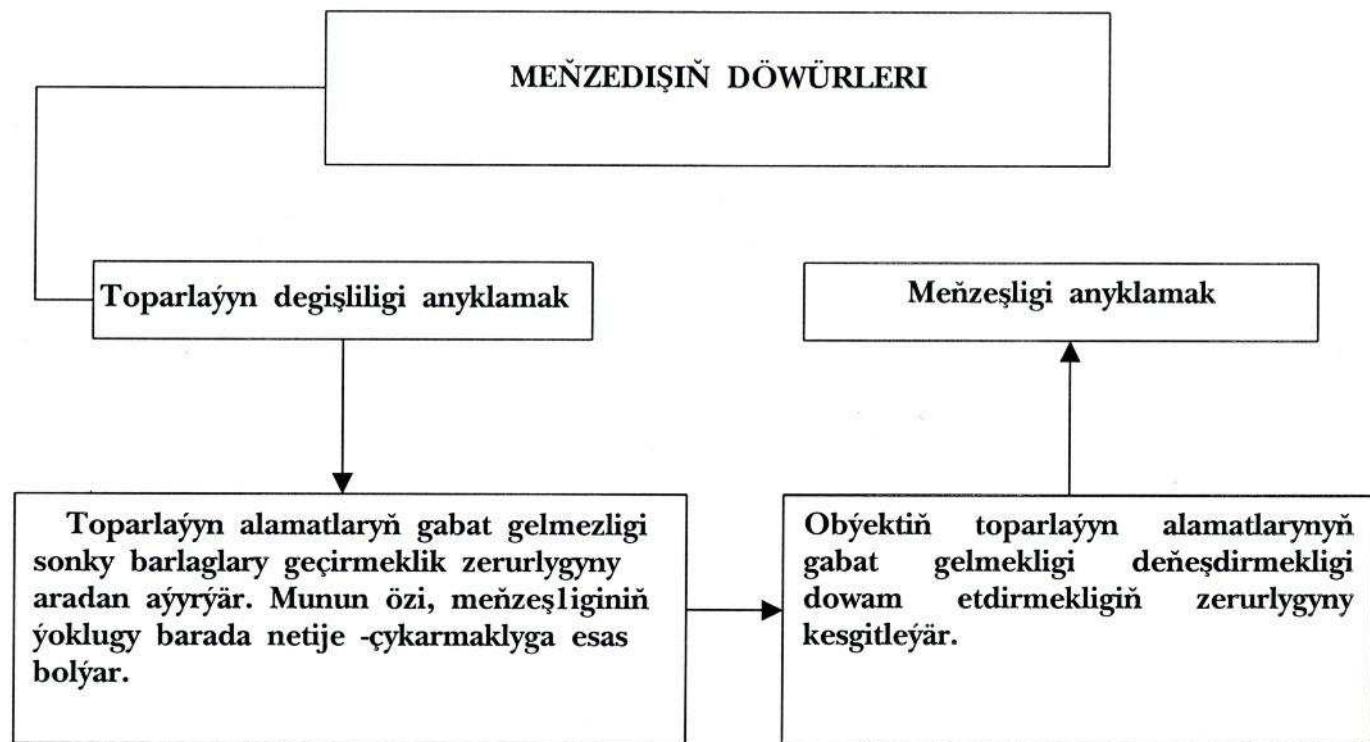 MEŇZEDIŞIŇ DÖWÜRLERI
Toparlaýyn degişliligi anyklamak
Meňzeşligi anyklamak
Toparlaýyn alamatlaryň gabat gelmezligi
sonky barlaglary geçirmeklik zerurlygyny
aradan aýyrýär. Munun özi, meňzeşliginiň
ýoklugy barada netije -çykarmaklyga esas
bolýar.
Obýektiň toparlaýyn alamatlarynyň
gabat gelmekligi deňeşdirmekligi
dowam etdirmekligiň zerurlygyny
kesgitleýär.